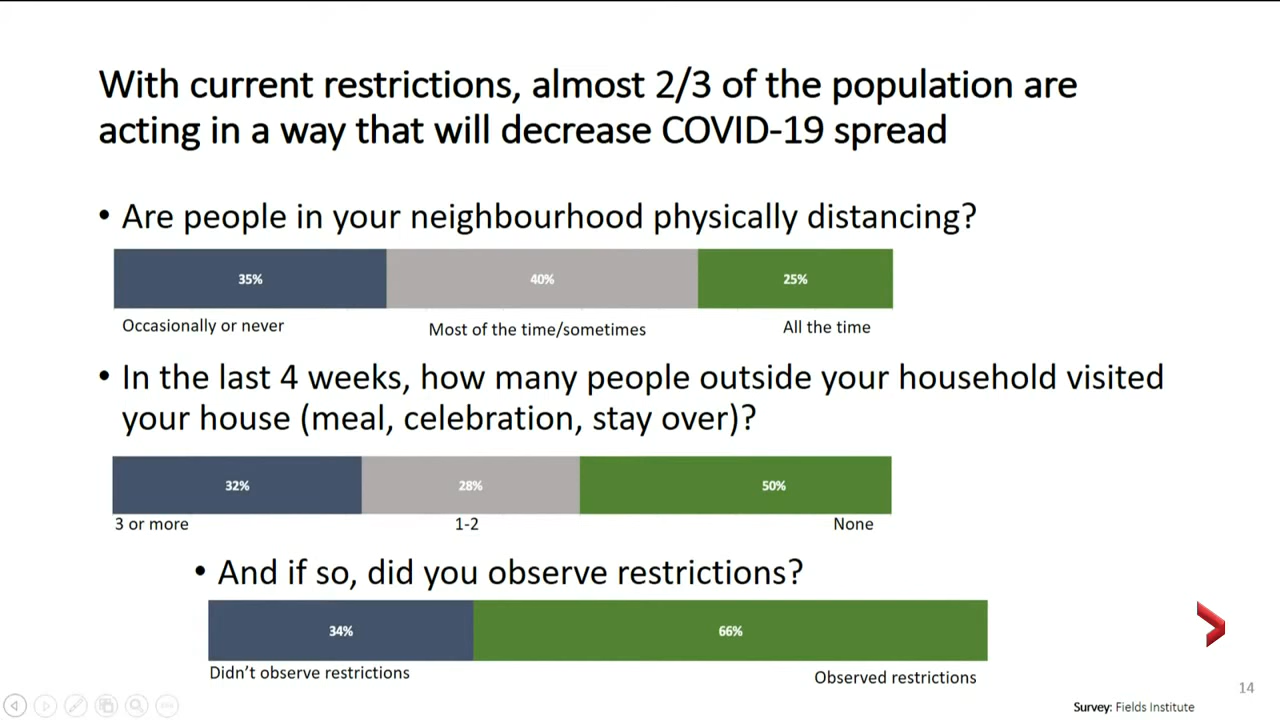 With current restrictions, almost 2/3 of the population are
acting in a way that will decrease COVID-19 spread
• Are people in your neighbourhood physically distancing?
35% 40% 25%
Occasionally or never Most of the time/sometimes All the time
• In the last 4 weeks, how many people outside your household visited
your house (meal, celebration, stay over)?
32% 28% 50%
3 or more 1-2 None
• And if so, did you observe restrictions?
34% 66%
Didn't observe restrictions Observed restrictions
14
Survey: Fields Institute